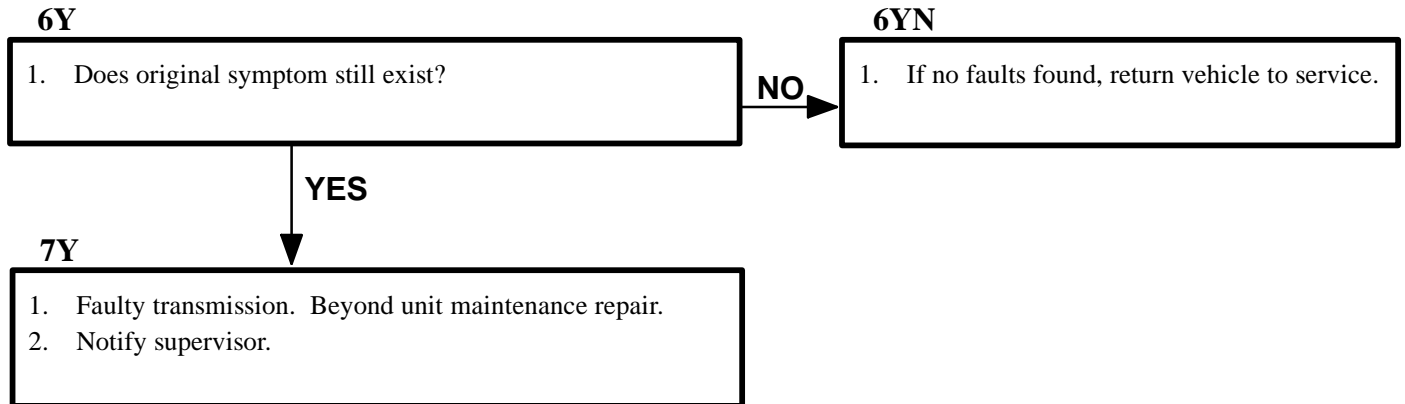 6Y
1. Does original symptom still exist?
NO
6YN
1. If no faults found, return vehicle to service.
YES
7Y
1. Faulty transmission. Beyond unit maintenance repair.
2. Notify supervisor.